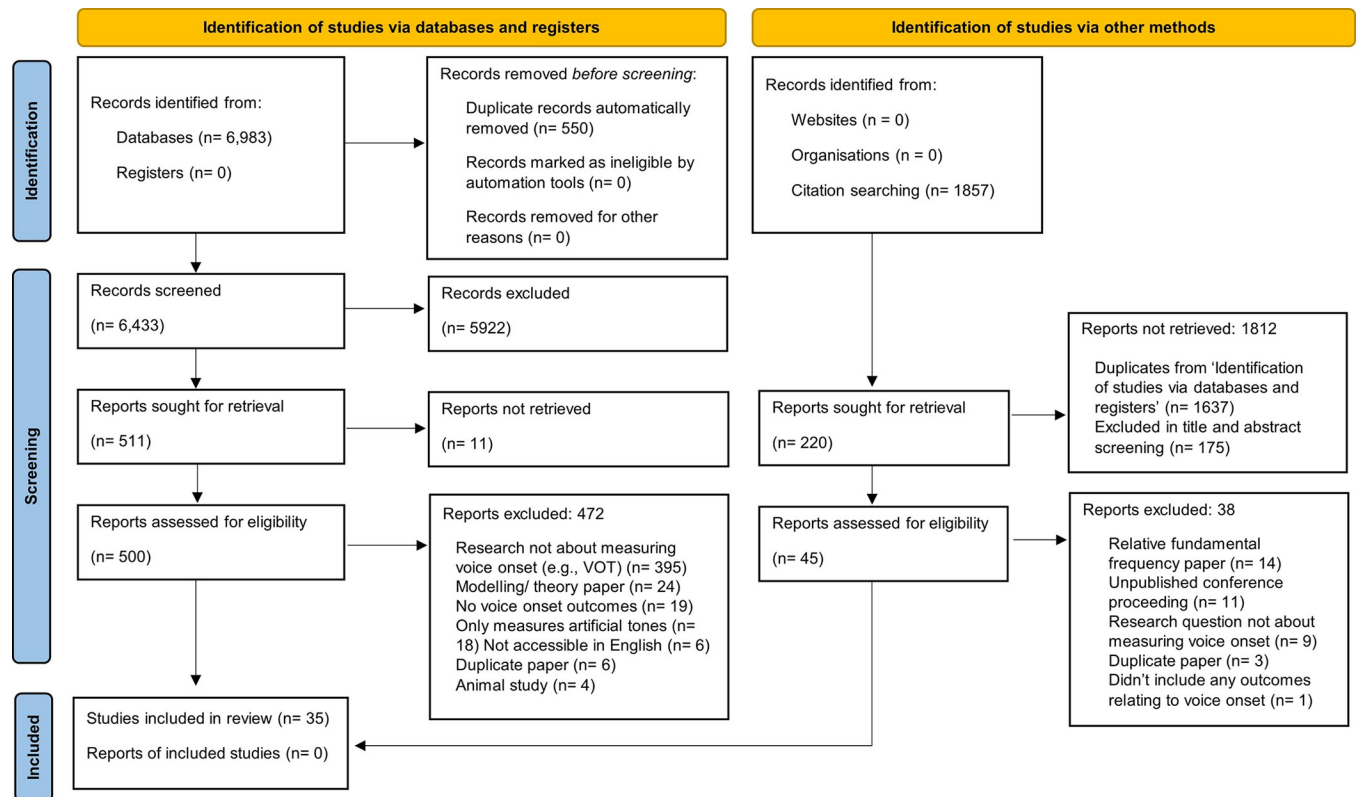 Identification of studies via databases and registers
Identification of studies via other methods
Identification
Records identified from:
Databases (n= 6,983)
Registers (n= 0)
Records removed before screening:
Duplicate records automatically
removed (n= 550)
Records marked as ineligible by
automation tools (n= 0)
Records removed for other
reasons (n= 0)
Records identified from:
Websites (n = 0)
Organisations (n = 0)
Citation searching (n= 1857)
Screening
Records screened
(n= 6,433)
Records excluded
(n= 5922)
Reports sought for retrieval
(n= 511)
Reports not retrieved
(n= 11)
Reports sought for retrieval
(n= 220)
Reports not retrieved: 1812
Duplicates from ‘Identification
of studies via databases and
registers’ (n= 1637)
Excluded in title and abstract
screening (n= 175)
Reports assessed for eligibility
(n= 500)
Reports excluded: 472
Research not about measuring
voice onset (e.g., VOT) (n= 395)
Modelling/ theory paper (n= 24)
No voice onset outcomes (n= 19)
Only measures artificial tones (n=
18) Not accessible in English (n= 6)
Duplicate paper (n= 6)
Animal study (n= 4)
Reports assessed for eligibility
(n= 45)
Reports excluded: 38
Relative fundamental
frequency paper (n= 14)
Unpublished conference
proceeding (n= 11)
Research question not about
measuring voice onset (n= 9)
Duplicate paper (n= 3)
Didn’t include any outcomes
relating to voice onset (n= 1)
Included
Studies included in review (n= 35)
Reports of included studies (n= 0)